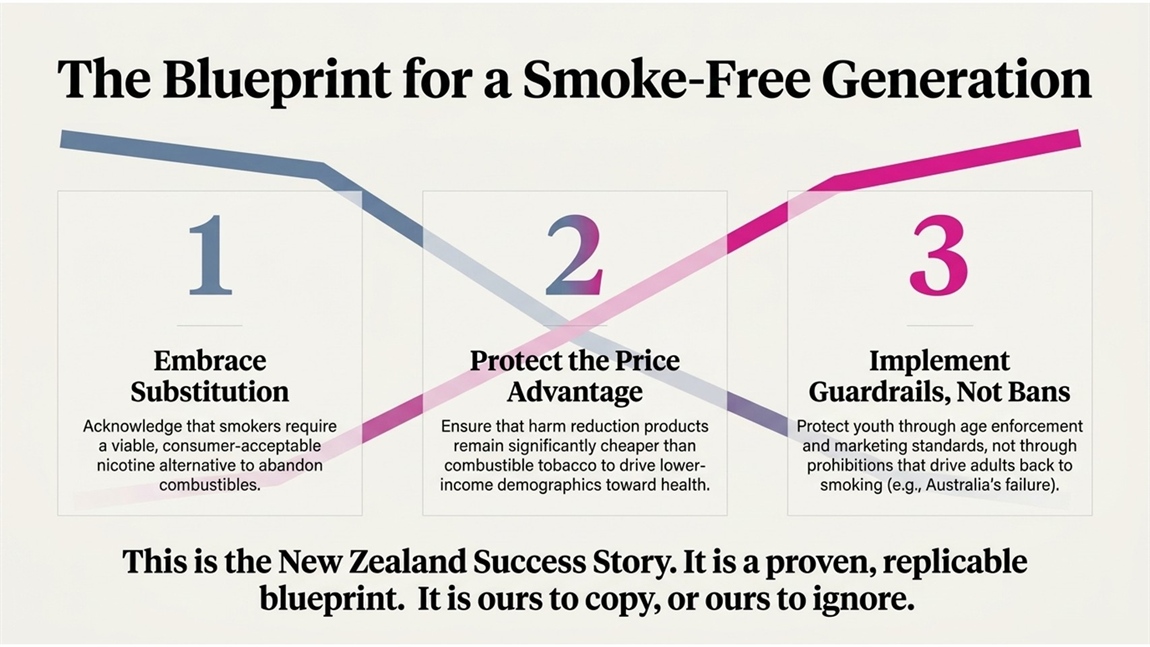 The Blueprint for a Smoke-Free Generation
1
Embrace
Substitution
Acknowledge that smokers require
a viable, consumer-acceptable
nicotine alternative to abandon
combustibles.
2
Protect the Price
Advantage
Ensure that harm reduction products
remain significantly cheaper than
combustible tobacco to drive lower-
income demographics toward health.
3
Implement
Guardrails, Not Bans
Protect youth through age enforcement
and marketing standards, not through
prohibitions that drive adults back to
smoking (e.g., Australia's failure).
This is the New Zealand Success Story. It is a proven, replicable
blueprint. It is ours to copy, or ours to ignore.